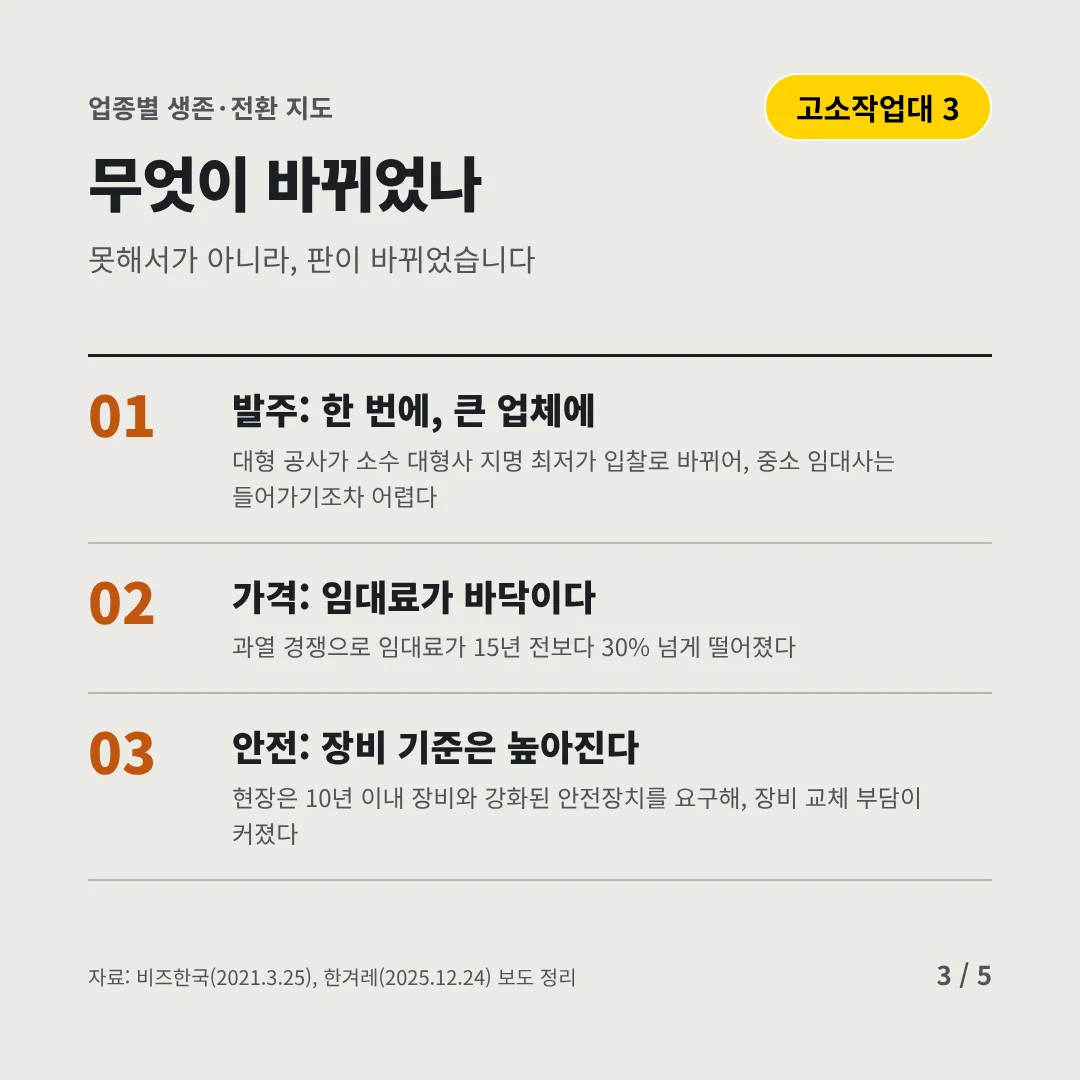 업종별 생존·전환 지도
고소작업대 3
무엇이 바뀌었나
못해서가 아니라, 판이 바뀌었습니다
01
발주: 한 번에, 큰 업체에
대형 공사가 소수 대형사 지명 최저가 입찰로 바뀌어, 중소 임대사는
들어가기조차 어렵다
02
가격: 임대료가 바닥이다
과열 경쟁으로 임대료가 15년 전보다 30% 넘게 떨어졌다
03
안전: 장비 기준은 높아진다
현장은 10년 이내 장비와 강화된 안전장치를 요구해, 장비 교체 부담이
커졌다
자료: 비즈한국(2021.3.25), 한겨레(2025.12.24) 보도 정리
3 / 5